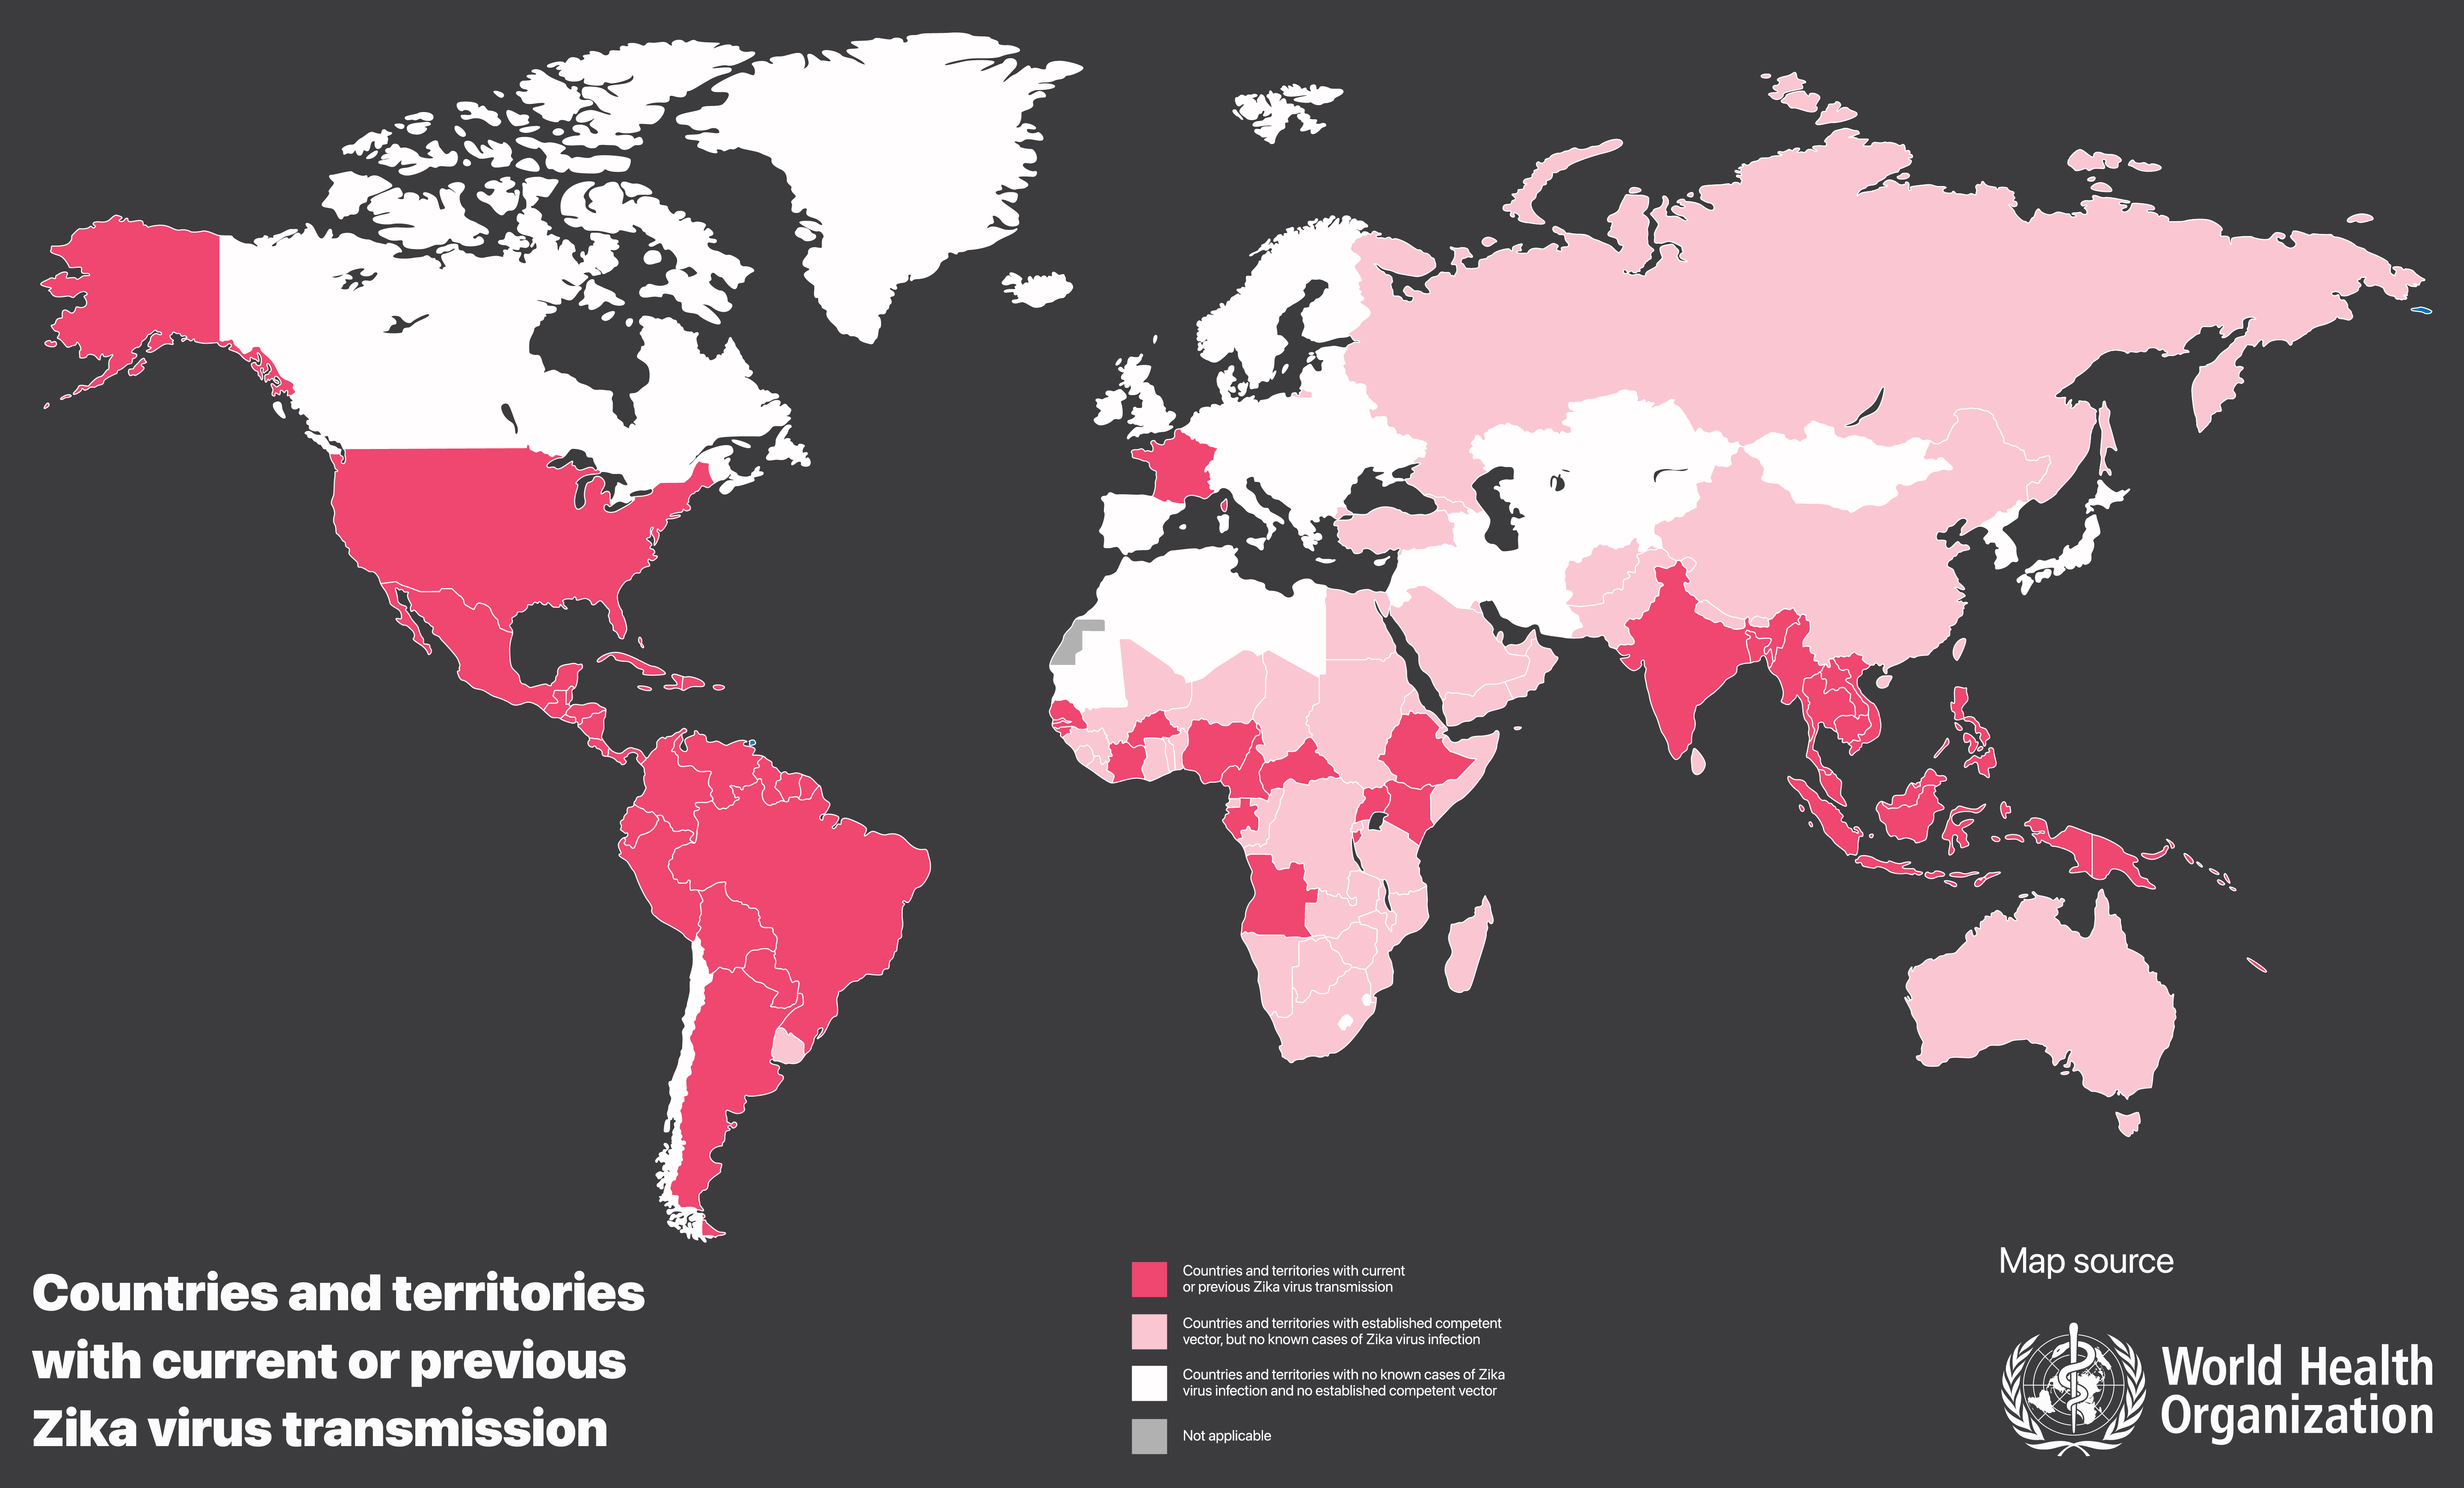 Countries and territories
with current or previous
Zika virus transmission
Countries and territories with current
or previous Zika virus transmission
Countries and territories with established competent
vector, but no known cases of Zika virus infection
Countries and territories with no known cases of Zika
virus infection and no established competent vector
Not applicable
Map source
World Health
Organization